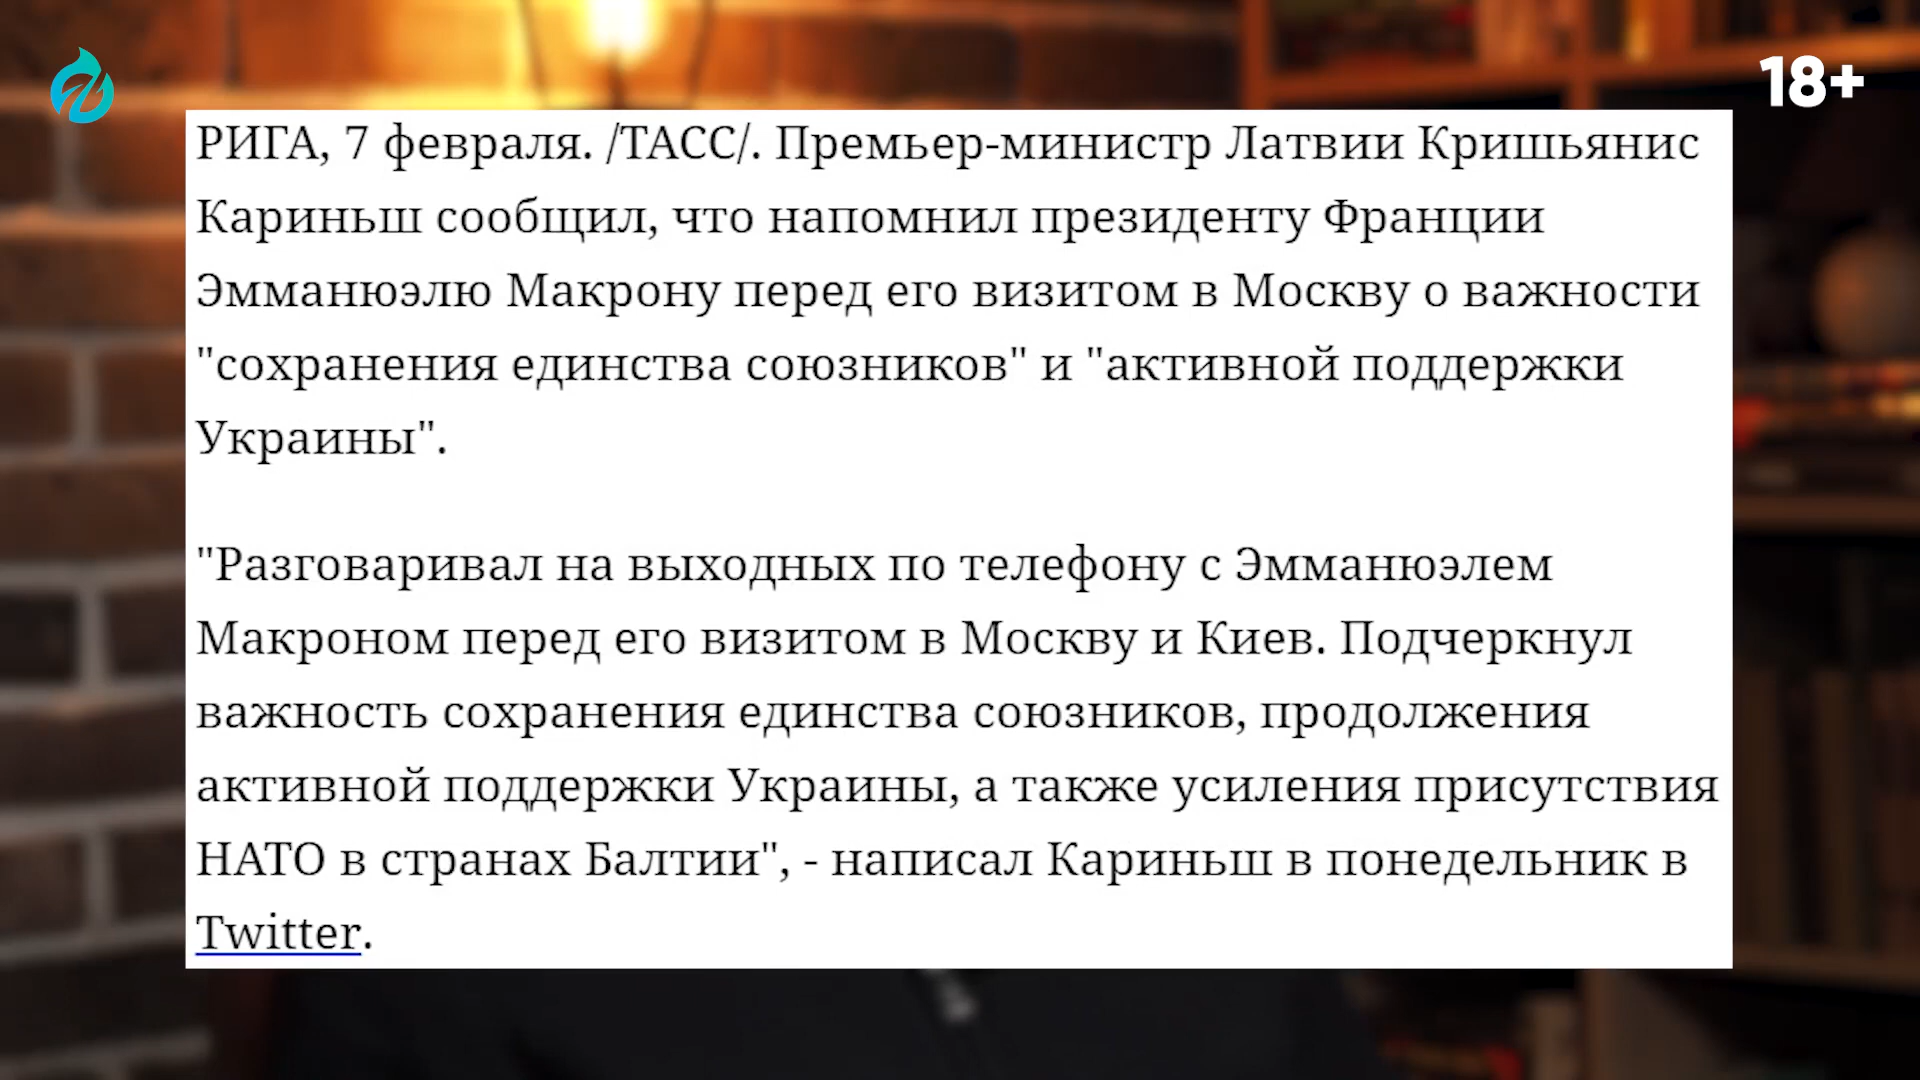 18+
РИГА, 7 февраля. /ТАСС/. Премьер-министр Латвии Кришьянис
Кариньш сообщил, что напомнил президенту Франции
Эммануэлю Макрону перед его визитом в Москву о важности
"сохранения единства союзников" и "активной поддержки
Украины".
"Разговаривал на выходных по телефону с Эммануэлем
Макроном перед его визитом в Москву и Киев. Подчеркнул
важность сохранения единства союзников, продолжения
активной поддержки Украины, а также усиления присутствия
НАТО в странах Балтии", - написал Кариньш в понедельник в
Twitter.